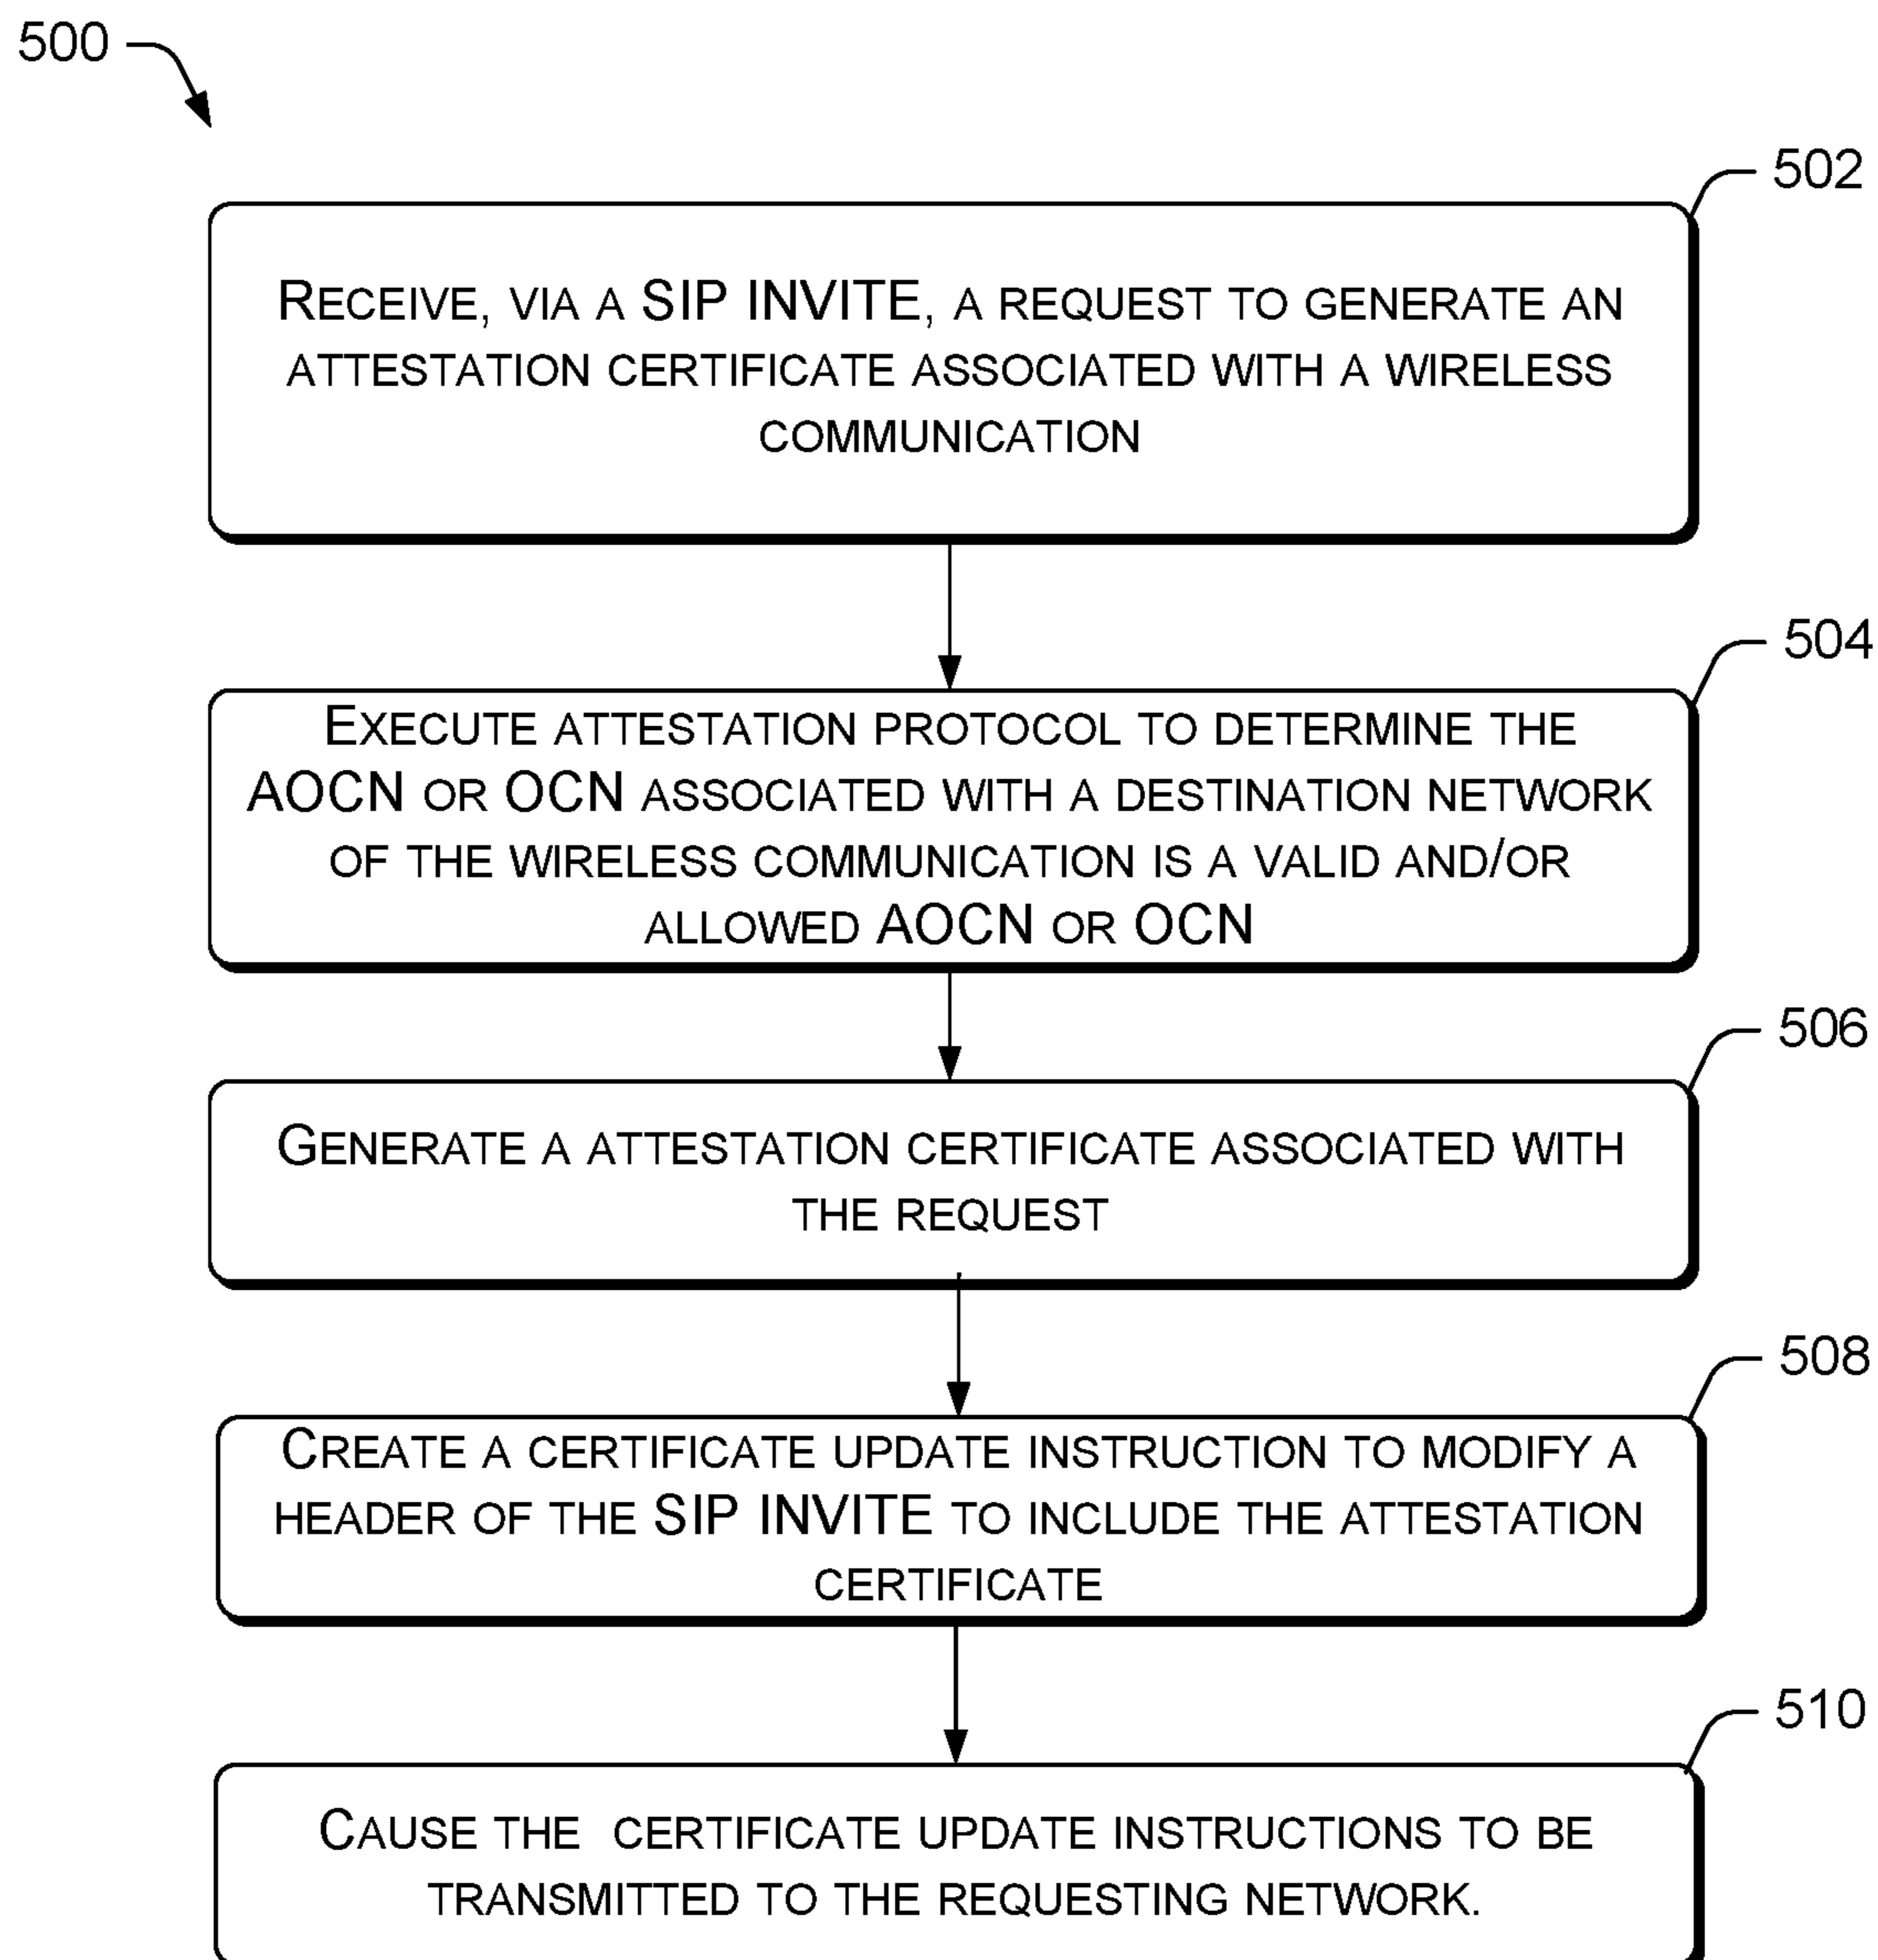 500
502
RECEIVE, VIA A SIP INVITE, A REQUEST TO GENERATE AN
ATTESTATION CERTIFICATE ASSOCIATED WITH A WIRELESS
COMMUNICATION
504
EXECUTE ATTESTATION PROTOCOL TO DETERMINE THE
AOCN OR OCN ASSOCIATED WITH A DESTINATION NETWORK
OF THE WIRELESS COMMUNICATION IS A VALID AND/OR
ALLOWED AOCN OR OCN
506
GENERATE A ATTESTATION CERTIFICATE ASSOCIATED WITH
THE REQUEST
508
CREATE A CERTIFICATE UPDATE INSTRUCTION TO MODIFY A
HEADER OF THE SIP INVITE TO INCLUDE THE ATTESTATION
CERTIFICATE
510
CAUSE THE CERTIFICATE UPDATE INSTRUCTIONS TO BE
TRANSMITTED TO THE REQUESTING NETWORK.